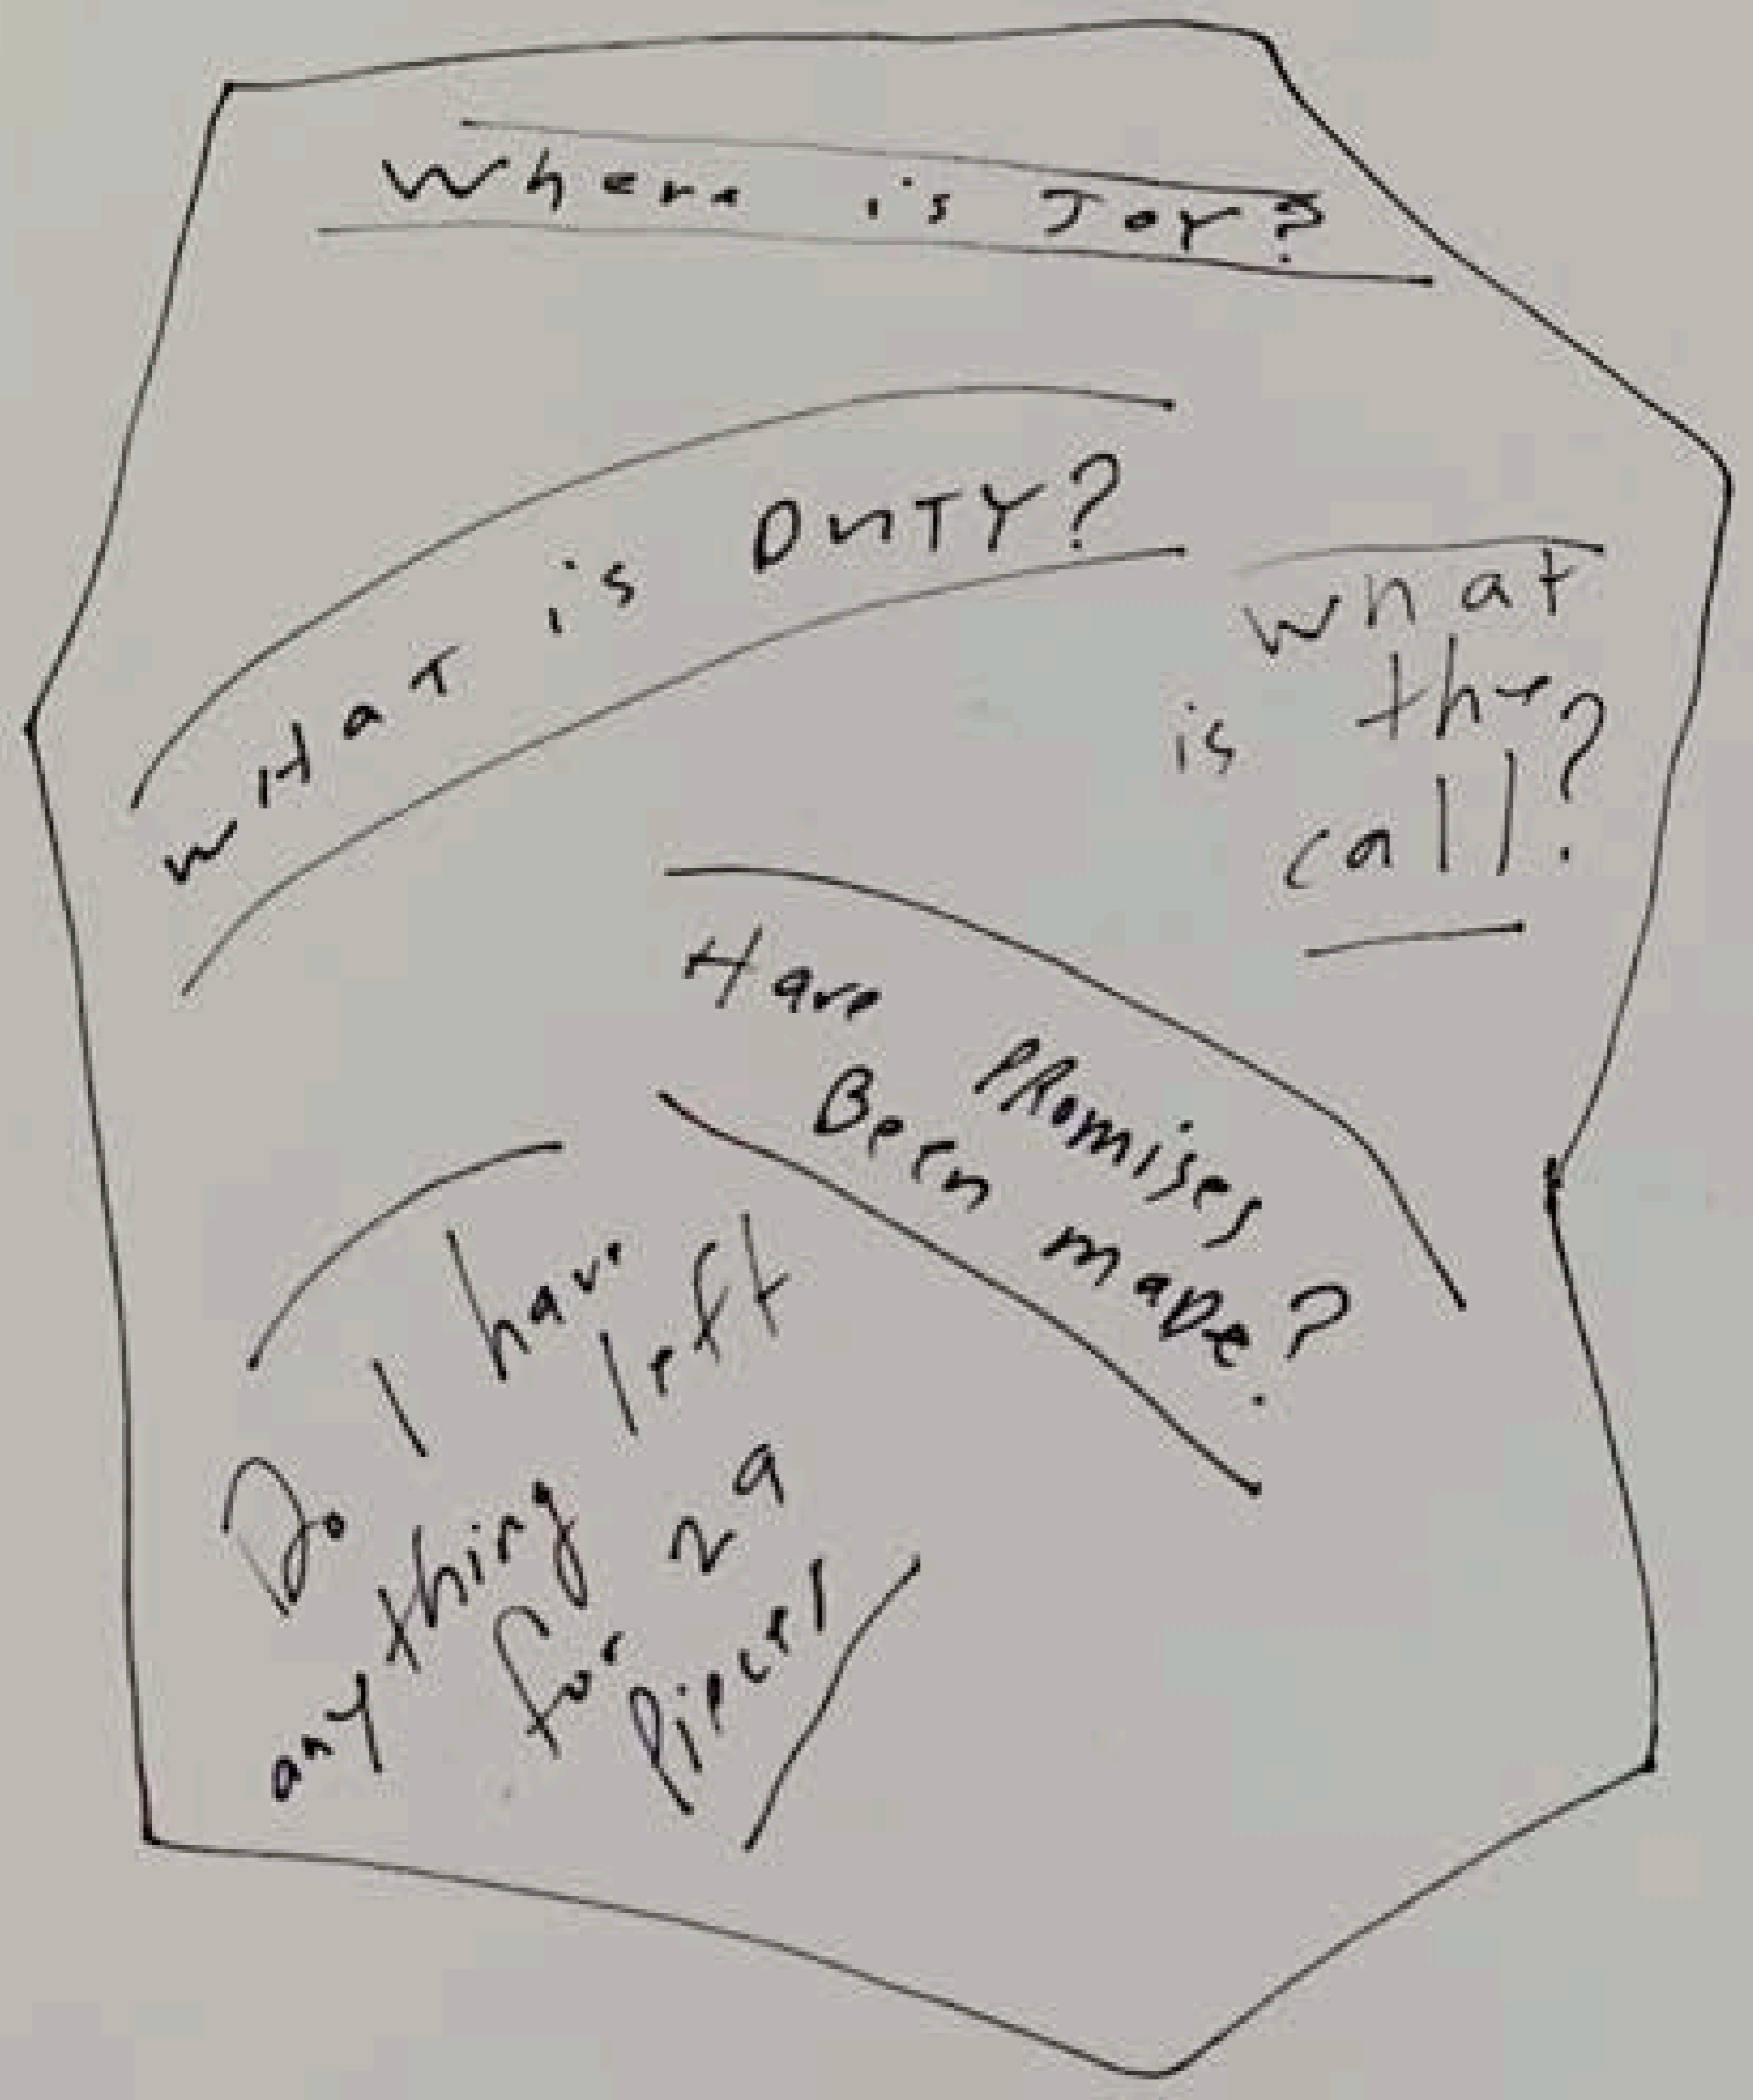 Where is Joy?
WHaT is DuTY?
what
is the
call?
Have PRomises
Been maDe?
Do I have left
anything
for 29